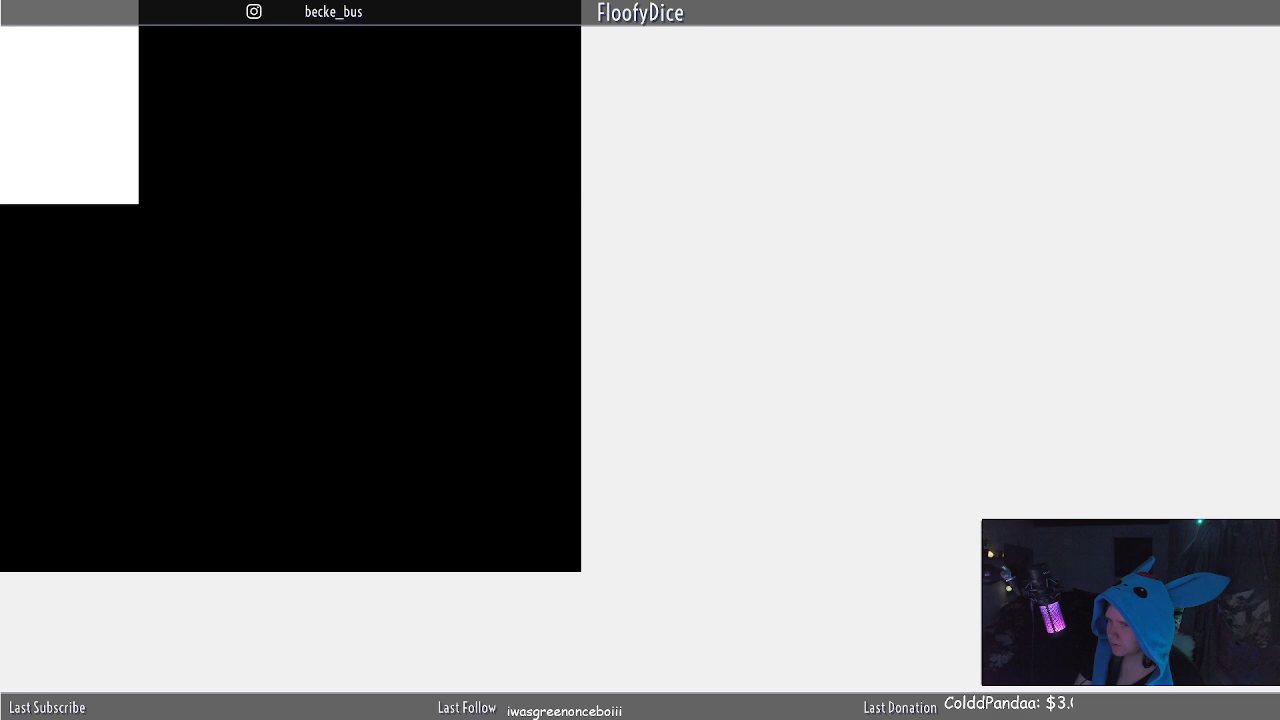 becke_bus
FloofyDice
Last Subscribe
Last Follow iwasgreenonceboiii
Last Donation ColddPandaa: $3.